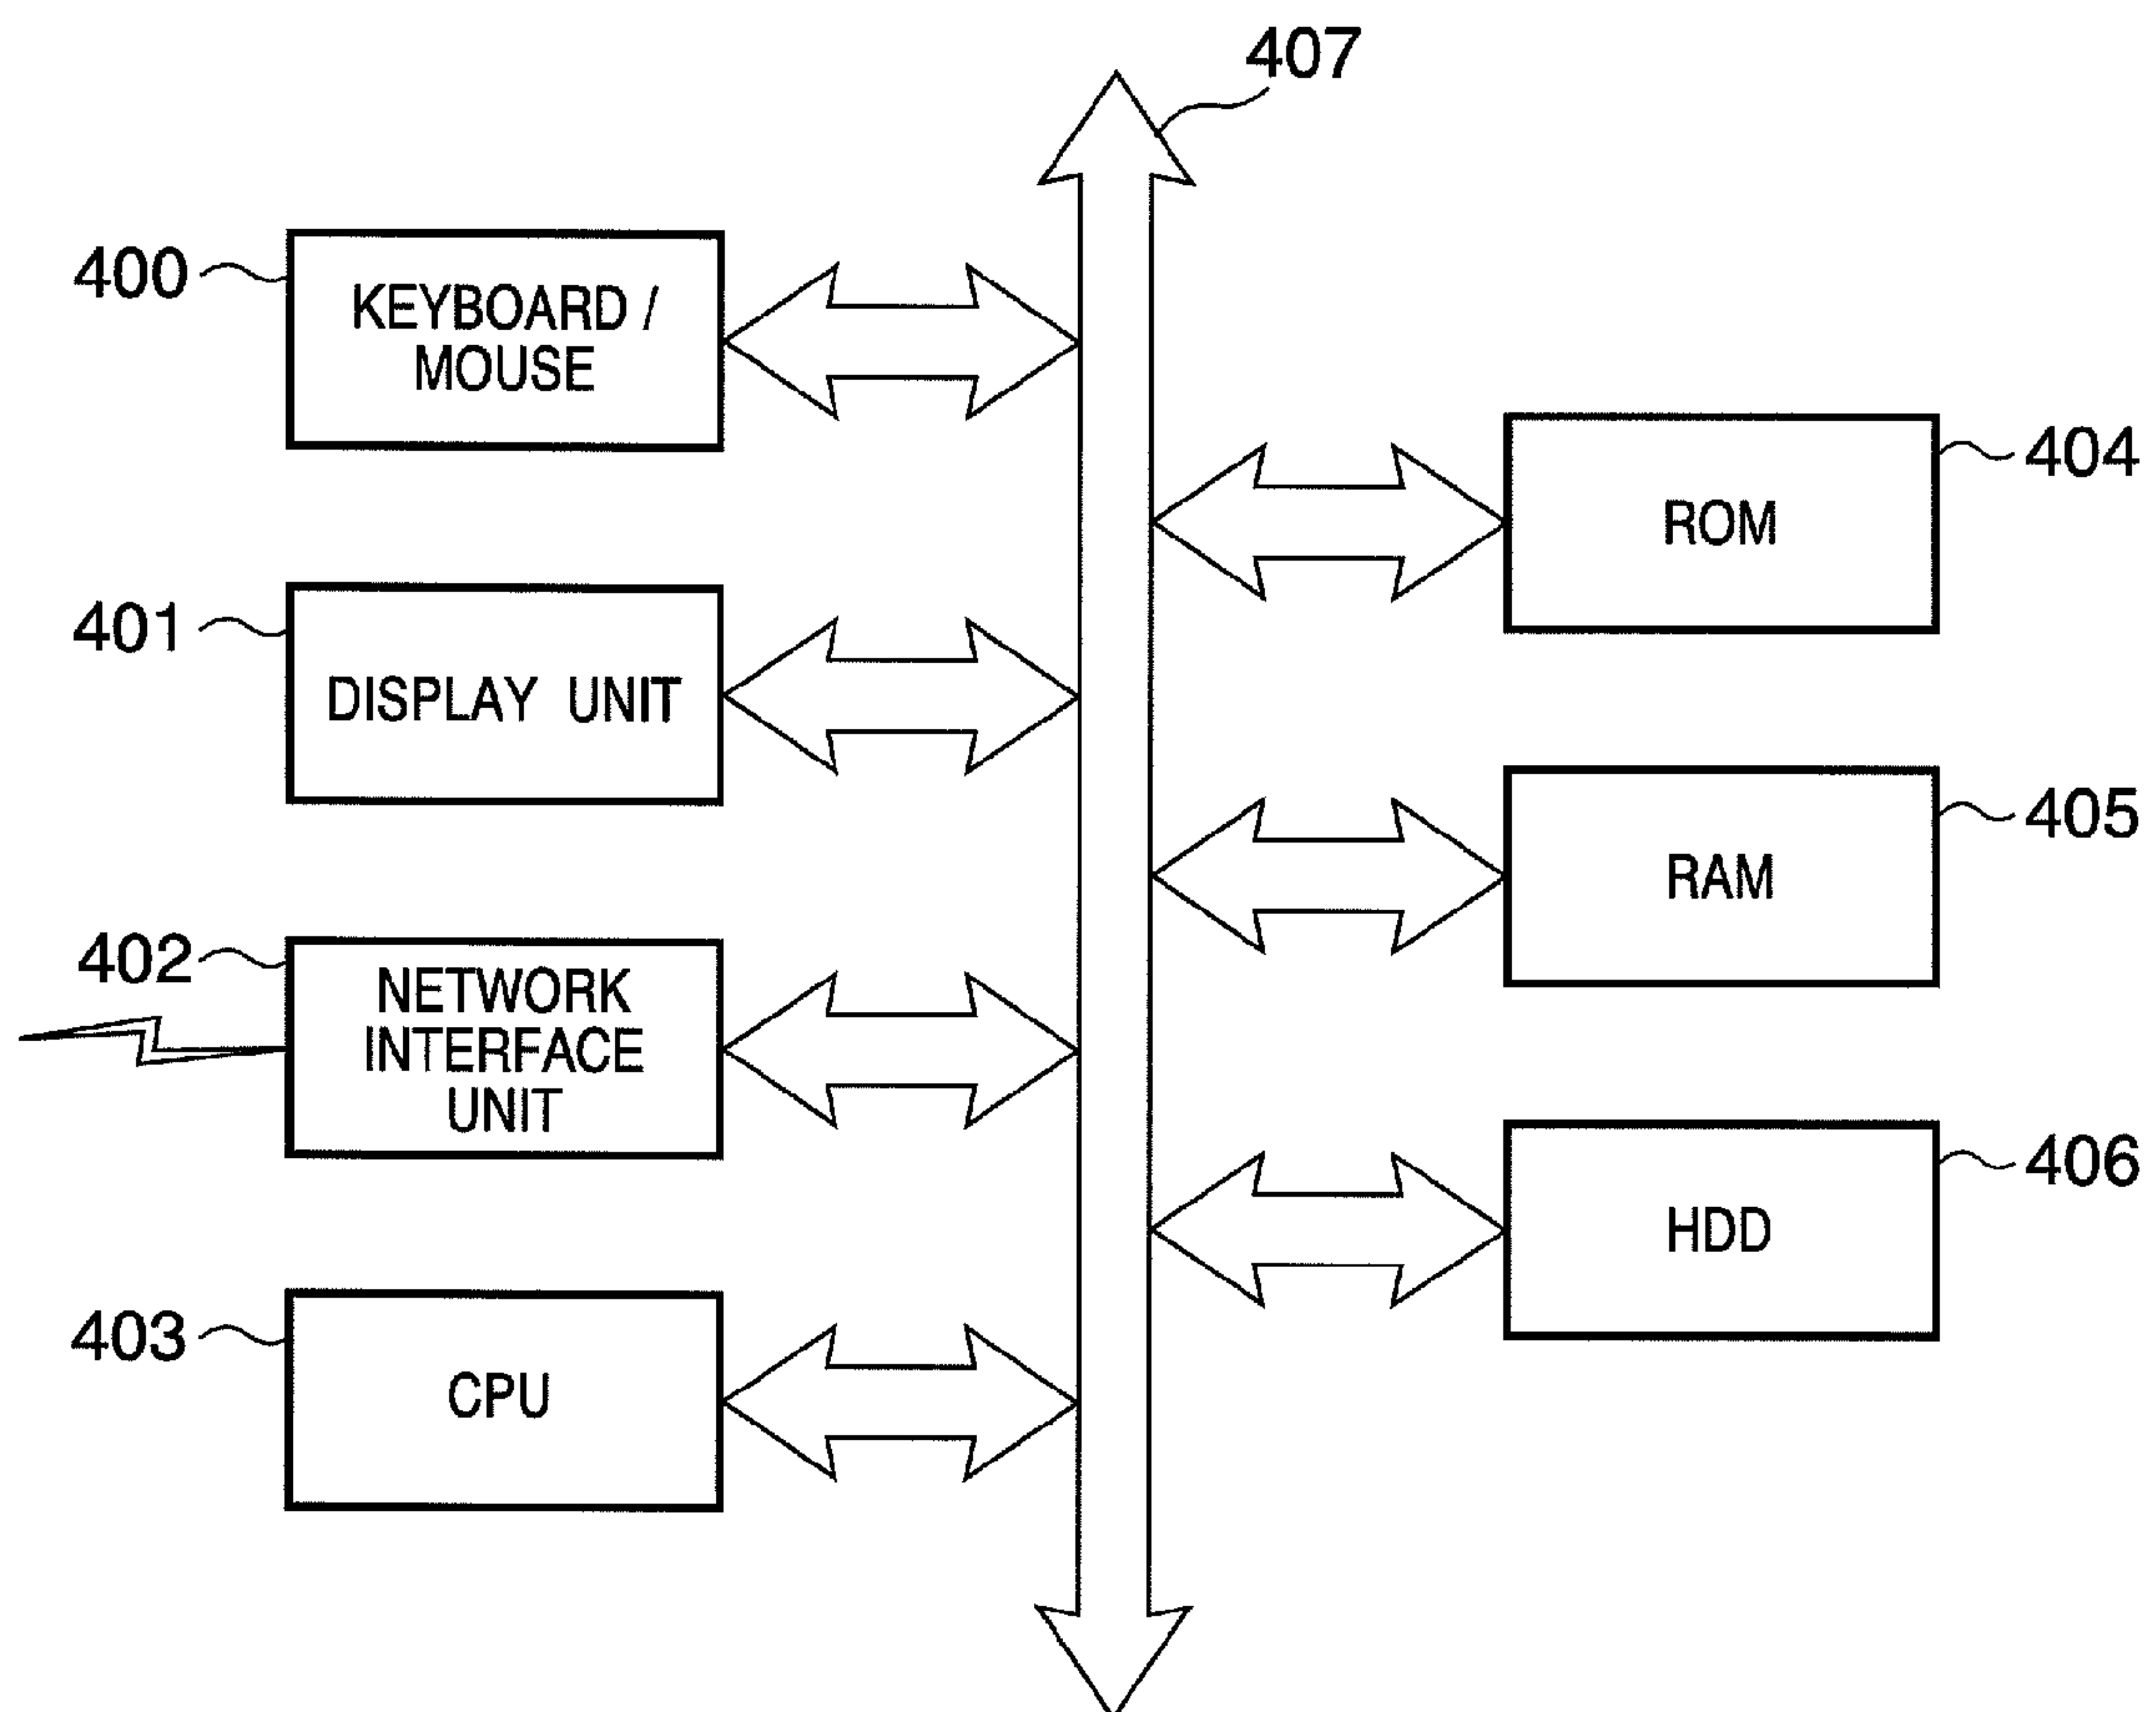 407
400
KEYBOARD /
MOUSE
404
ROM
401
DISPLAY UNIT
405
RAM
402
NETWORK
INTERFACE
UNIT
406
HDD
403
CPU